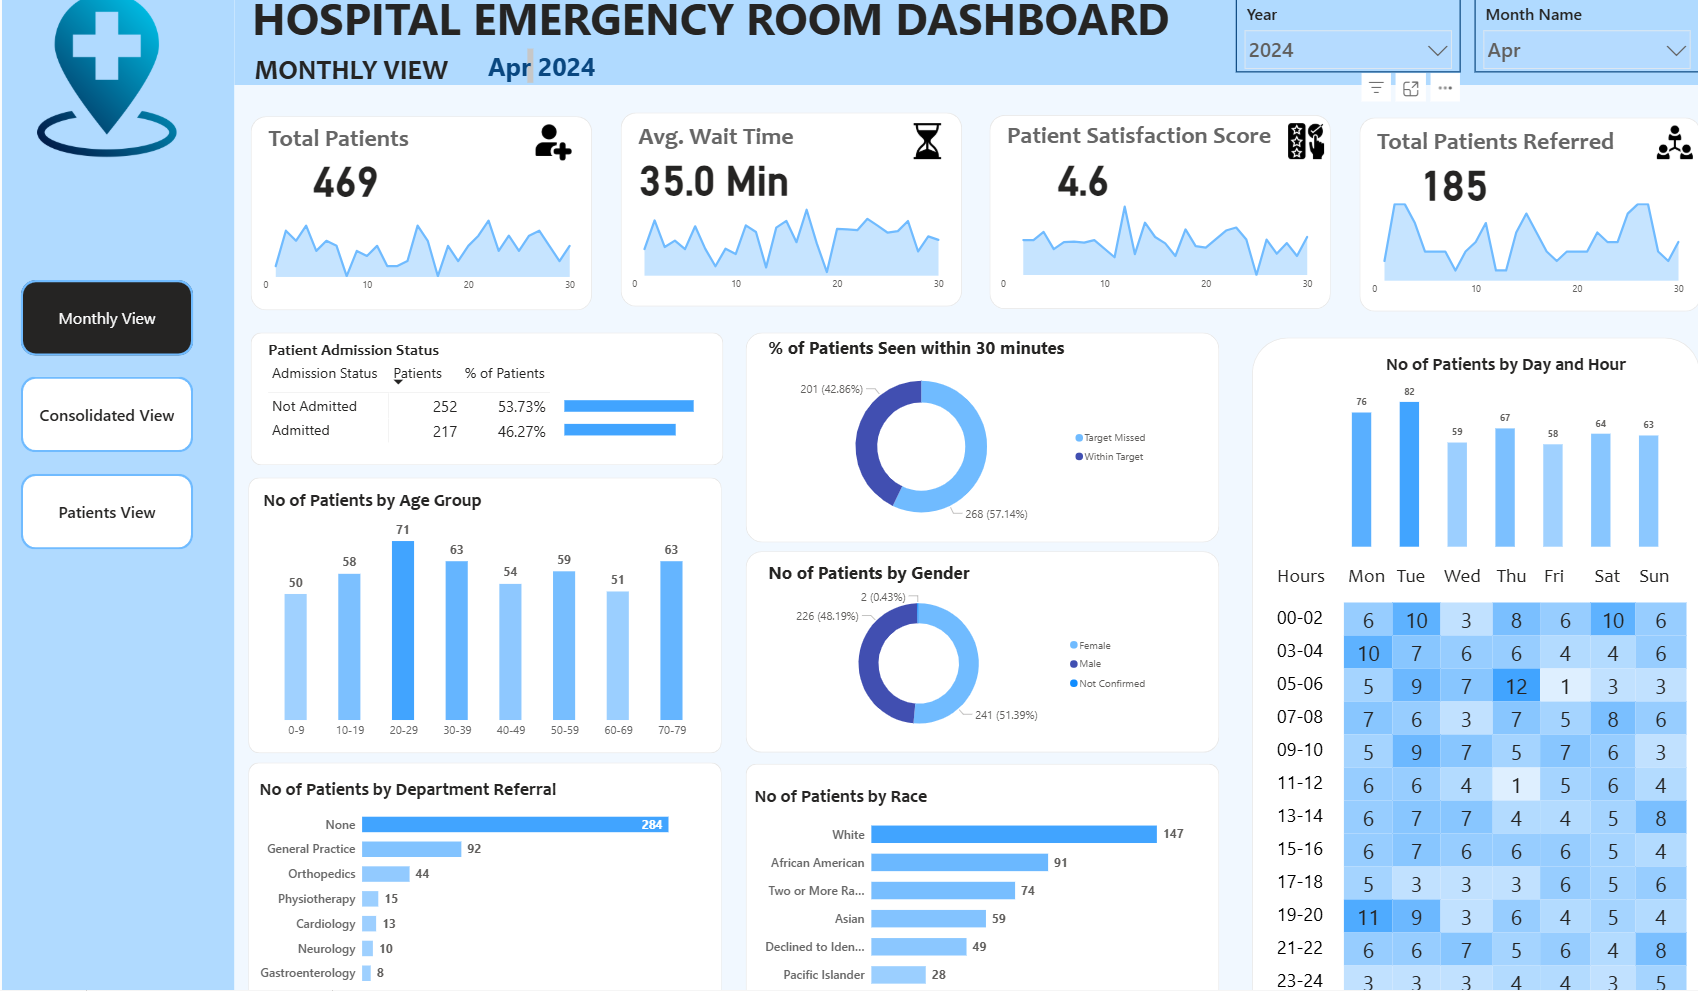 HOSPITAL EMERGENCY ROOM DASHBOARD
MONTHLY VIEW Apr 2024
Year
2024
Month Name
Apr
Monthly View
Consolidated View
Patients View
Total Patients
469
0 10 20 30
Avg. Wait Time
35.0 Min
0 10 20 30
Patient Satisfaction Score
4.6
0 10 20 30
Total Patients Referred
185
0 10 20 30
Patient Admission Status
Admission Status Patients % of Patients
Not Admitted 252 53.73%
Admitted 217 46.27%
No of Patients by Age Group
50 58 71 63 54 59 51 63
0-9 10-19 20-29 30-39 40-49 50-59 60-69 70-79
No of Patients by Department Referral
None 284
General Practice 92
Orthopedics 44
Physiotherapy 15
Cardiology 13
Neurology 10
Gastroenterology 8
% of Patients Seen within 30 minutes
201 (42.86%)
268 (57.14%)
Target Missed
Within Target
No of Patients by Gender
2 (0.43%)
226 (48.19%)
241 (51.39%)
Female
Male
Not Confirmed
No of Patients by Race
White 147
African American 91
Two or More Ra... 74
Asian 59
Declined to Iden... 49
Pacific Islander 28
No of Patients by Day and Hour
76 82 59 67 58 64 63
Hours Mon Tue Wed Thu Fri Sat Sun
00-02 6 10 3 8 6 10 6
03-04 10 7 6 6 4 4 6
05-06 5 9 7 12 1 3 3
07-08 7 6 3 7 5 8 6
09-10 5 9 7 5 7 6 3
11-12 6 6 4 1 5 6 4
13-14 6 7 7 4 4 5 8
15-16 6 7 6 6 6 5 4
17-18 5 3 3 3 6 5 6
19-20 11 9 3 6 4 5 4
21-22 6 6 7 5 6 4 8
23-24 3 3 3 4 4 3 5